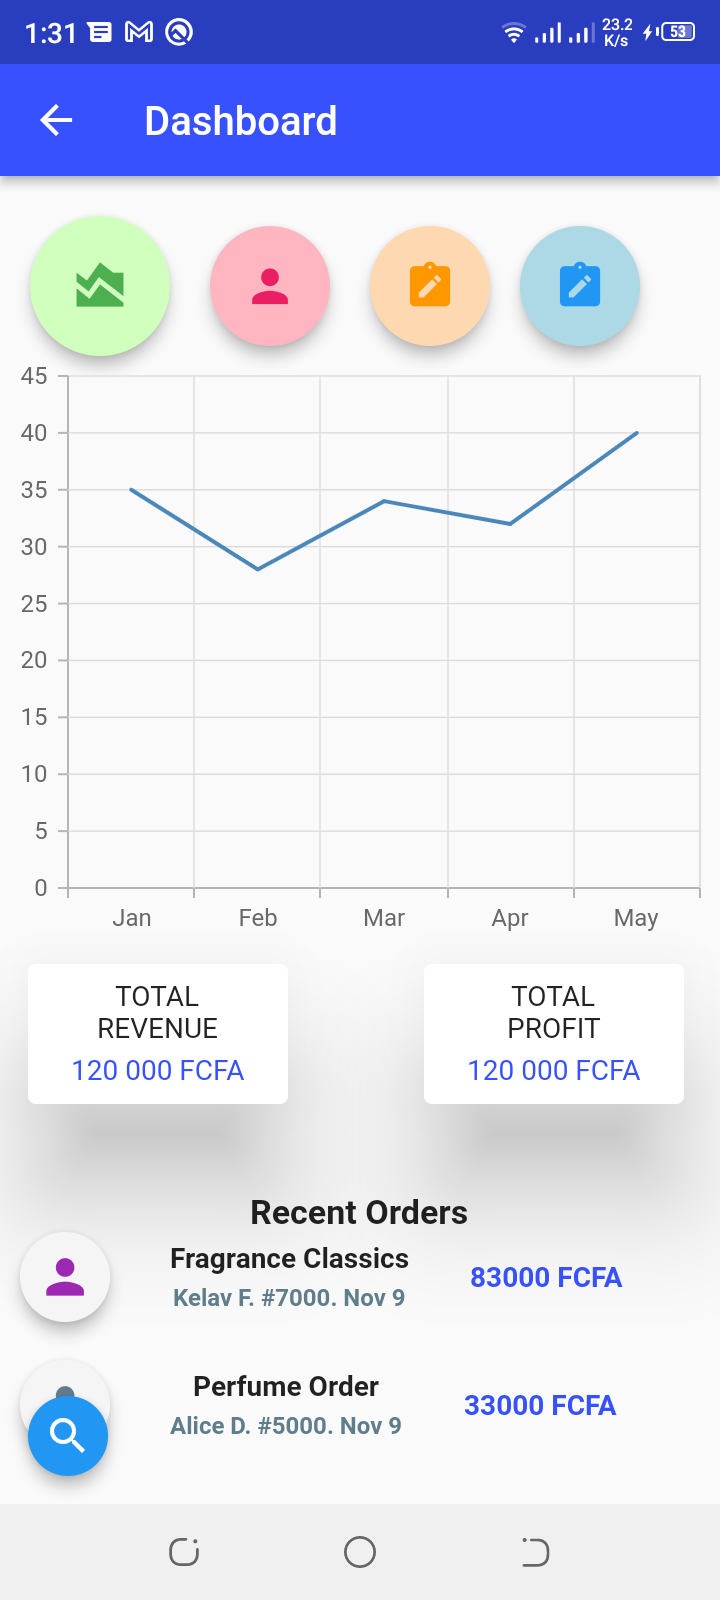 1:31 23.2 K/s 53
Dashboard
45
40
35
30
25
20
15
10
5
0
Jan Feb Mar Apr May
TOTAL
REVENUE
120 000 FCFA
TOTAL
PROFIT
120 000 FCFA
Recent Orders
Fragrance Classics
Kelav F. #7000. Nov 9
83000 FCFA
Perfume Order
Alice D. #5000. Nov 9
33000 FCFA